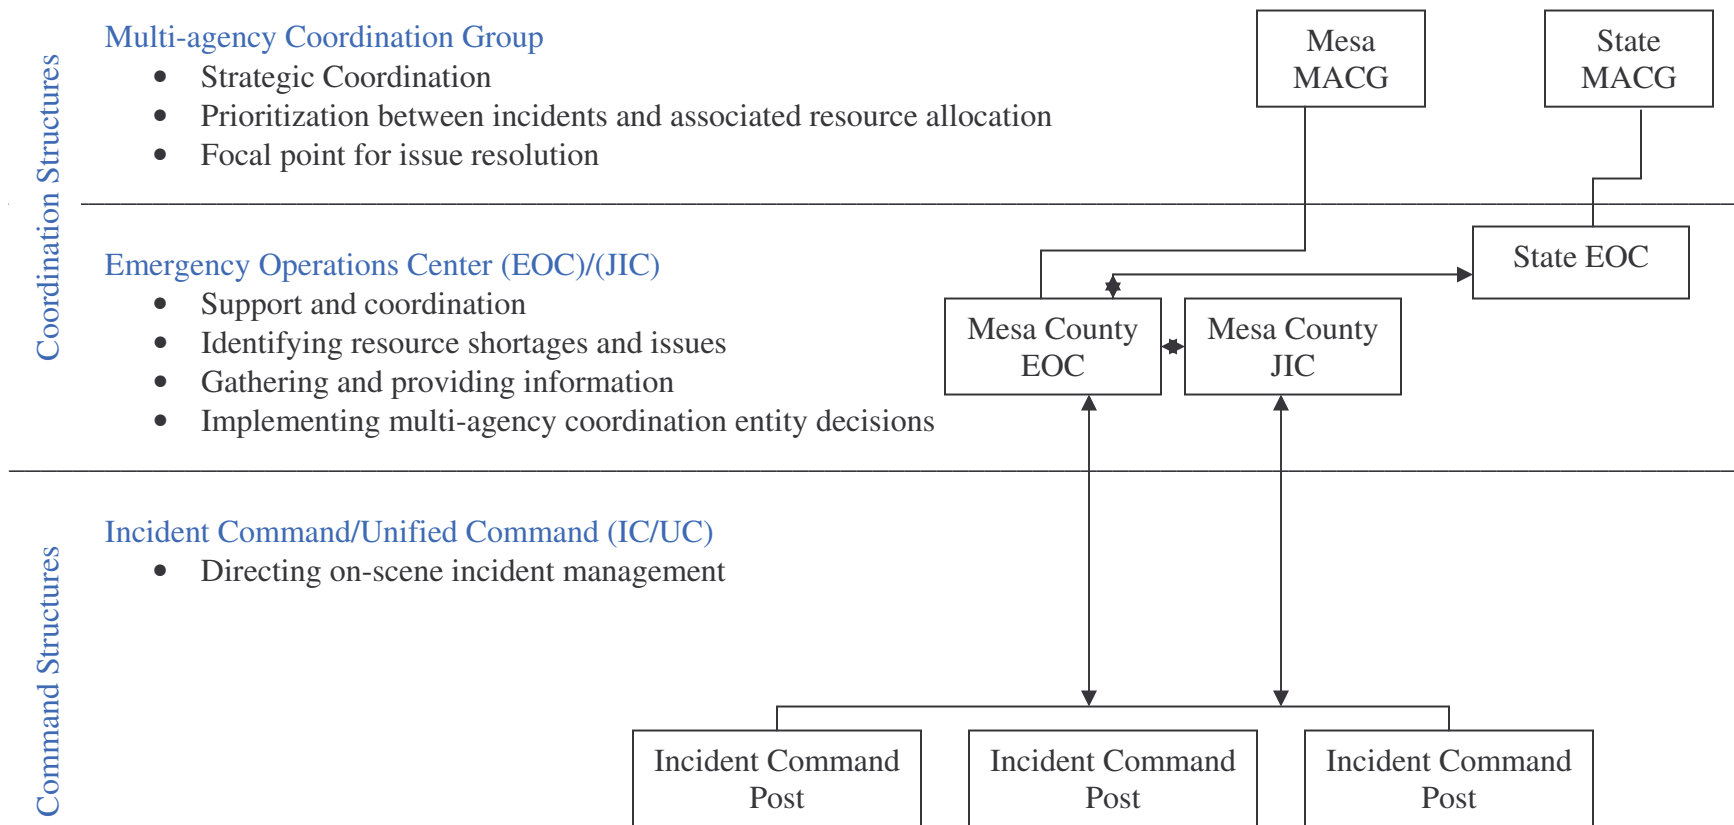 Coordination Structures
Multi-agency Coordination Group
• Strategic Coordination
• Prioritization between incidents and associated resource allocation
• Focal point for issue resolution
Mesa
MACG
State
MACG
Emergency Operations Center (EOC)/(JIC)
• Support and coordination
• Identifying resource shortages and issues
• Gathering and providing information
• Implementing multi-agency coordination entity decisions
State EOC
Mesa County
EOC
Mesa County
JIC
Command Structures
Incident Command/Unified Command (IC/UC)
• Directing on-scene incident management
Incident Command
Post
Incident Command
Post
Incident Command
Post